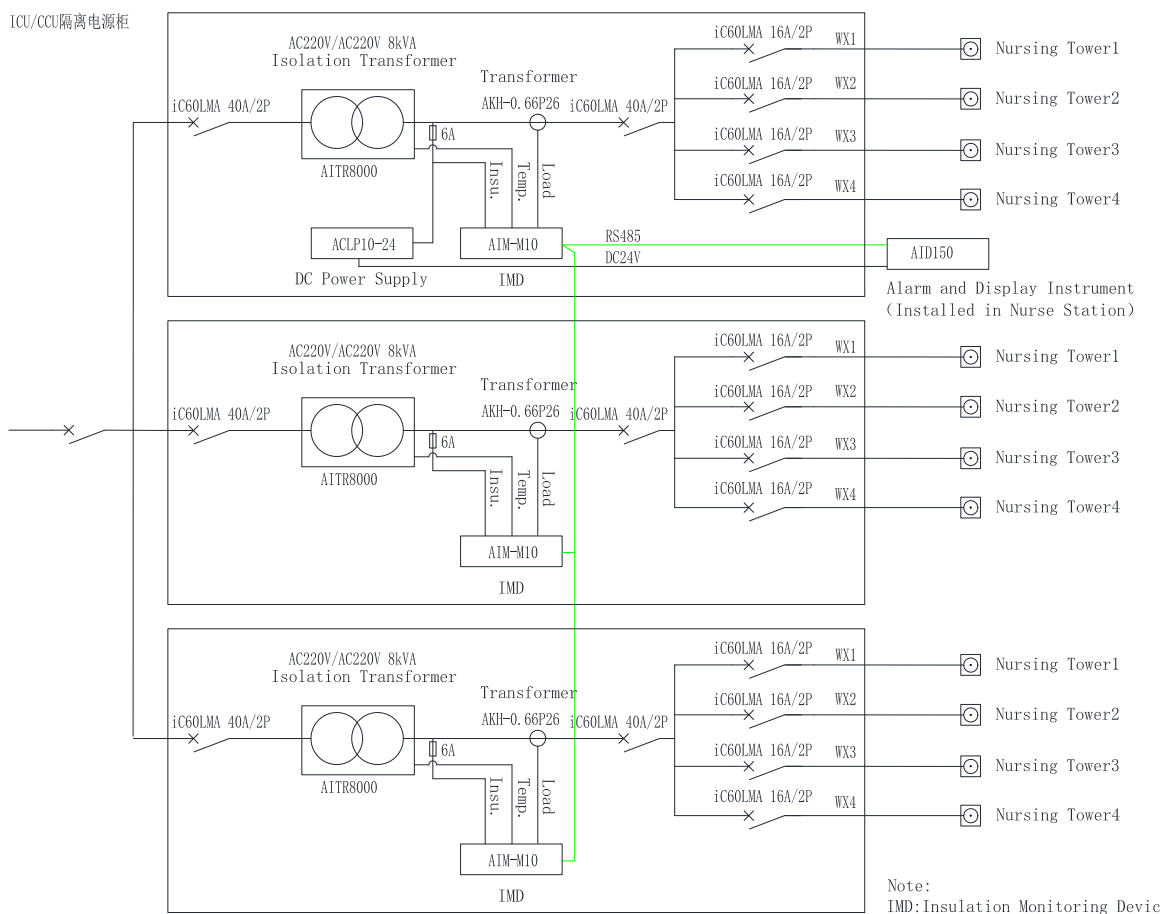 ICU/CCU隔离电源柜
AC220V/AC220V 8kVA
Isolation Transformer
iC60LMA 40A/2P
AITR8000
6A
Transformer
AKH-0.66P26
iC60LMA 40A/2P
Insu.
Temp.
Load
ACLP10-24
DC Power Supply
AIM-M10
IMD
RS485
DC24V
iC60LMA 16A/2P
WX1
Nursing Tower1
iC60LMA 16A/2P
WX2
Nursing Tower2
iC60LMA 16A/2P
WX3
Nursing Tower3
iC60LMA 16A/2P
WX4
Nursing Tower4
AID150
Alarm and Display Instrument
(Installed in Nurse Station)
AC220V/AC220V 8kVA
Isolation Transformer
iC60LMA 40A/2P
AITR8000
6A
Transformer
AKH-0.66P26
iC60LMA 40A/2P
Insu.
Temp.
Load
AIM-M10
IMD
iC60LMA 16A/2P
WX1
Nursing Tower1
iC60LMA 16A/2P
WX2
Nursing Tower2
iC60LMA 16A/2P
WX3
Nursing Tower3
iC60LMA 16A/2P
WX4
Nursing Tower4
AC220V/AC220V 8kVA
Isolation Transformer
iC60LMA 40A/2P
AITR8000
6A
Transformer
AKH-0.66P26
iC60LMA 40A/2P
Insu.
Temp.
Load
AIM-M10
IMD
iC60LMA 16A/2P
WX1
Nursing Tower1
iC60LMA 16A/2P
WX2
Nursing Tower2
iC60LMA 16A/2P
WX3
Nursing Tower3
iC60LMA 16A/2P
WX4
Nursing Tower4
Note:
IMD:Insulation Monitoring Devic